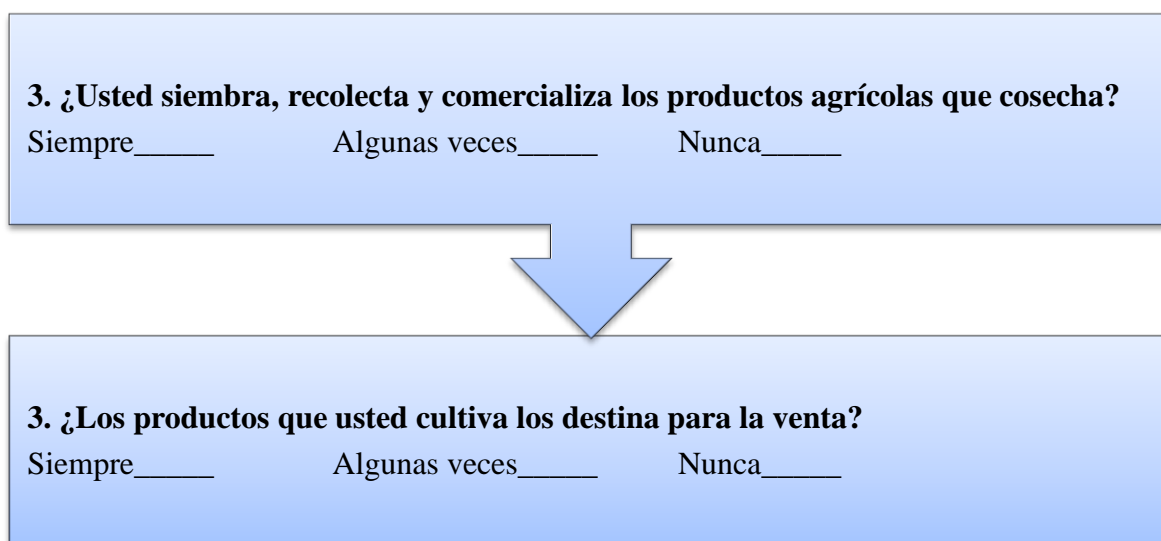 3. ¿Usted siembra, recolecta y comercializa los productos agrícolas que cosecha?
Siempre_____ Algunas veces_____ Nunca_____
3. ¿Los productos que usted cultiva los destina para la venta?
Siempre_____ Algunas veces_____ Nunca_____